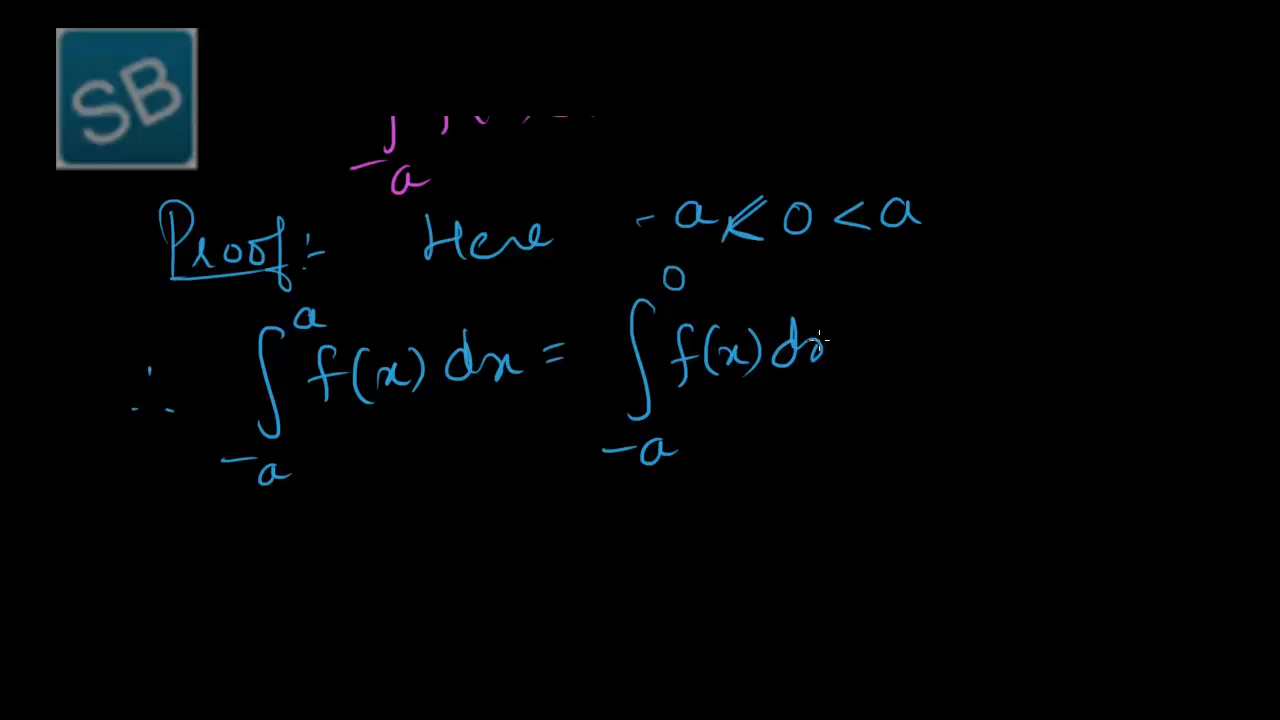 SB
-a
Proof:- Here -a < 0 < a
∴ ∫_{-a}^{a} f(x) dx = ∫_{-a}^{0} f(x) dx